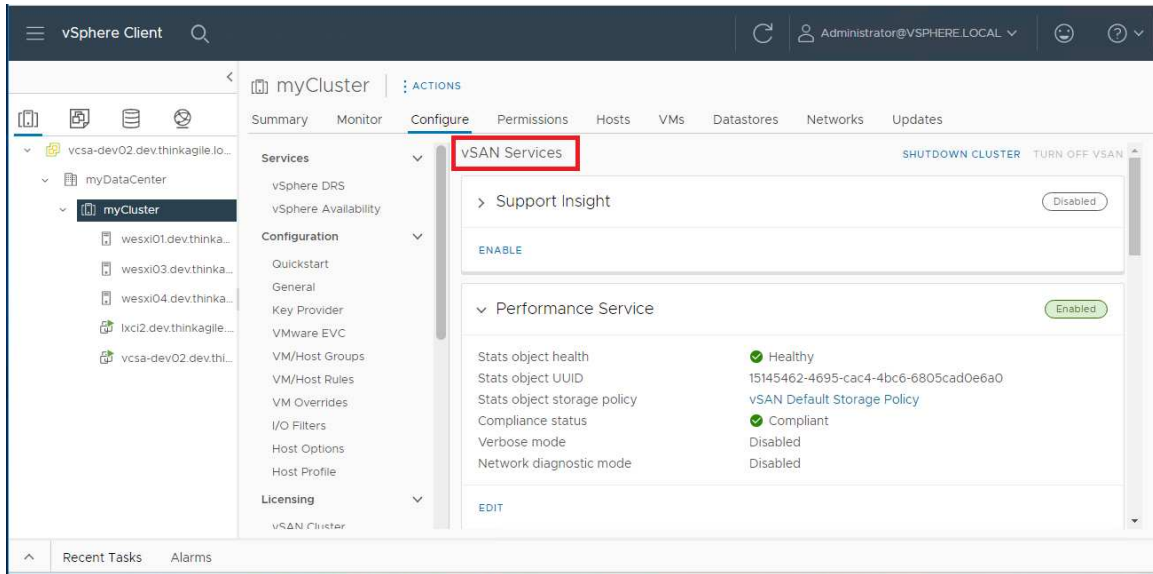 vSphere Client
Administrator@VSPHERE.LOCAL
myCluster
ACTIONS
Summary Monitor Configure Permissions Hosts VMs Datastores Networks Updates
vcsa-dev02.dev.thinkagile.lo...
myDataCenter
myCluster
wesxi01.dev.thinka...
wesxi03.dev.thinka...
wesxi04.dev.thinka...
lxci2.dev.thinkagile....
vcsa-dev02.dev.thi...
Services
vSphere DRS
vSphere Availability
Configuration
Quickstart
General
Key Provider
VMware EVC
VM/Host Groups
VM/Host Rules
VM Overrides
I/O Filters
Host Options
Host Profile
Licensing
vSAN Cluster
vSAN Services
SHUTDOWN CLUSTER TURN OFF VSAN
Support Insight Disabled
ENABLE
Performance Service Enabled
Stats object health Healthy
Stats object UUID 15145462-4695-cac4-4bc6-6805cad0e6a0
Stats object storage policy vSAN Default Storage Policy
Compliance status Compliant
Verbose mode Disabled
Network diagnostic mode Disabled
EDIT
Recent Tasks Alarms